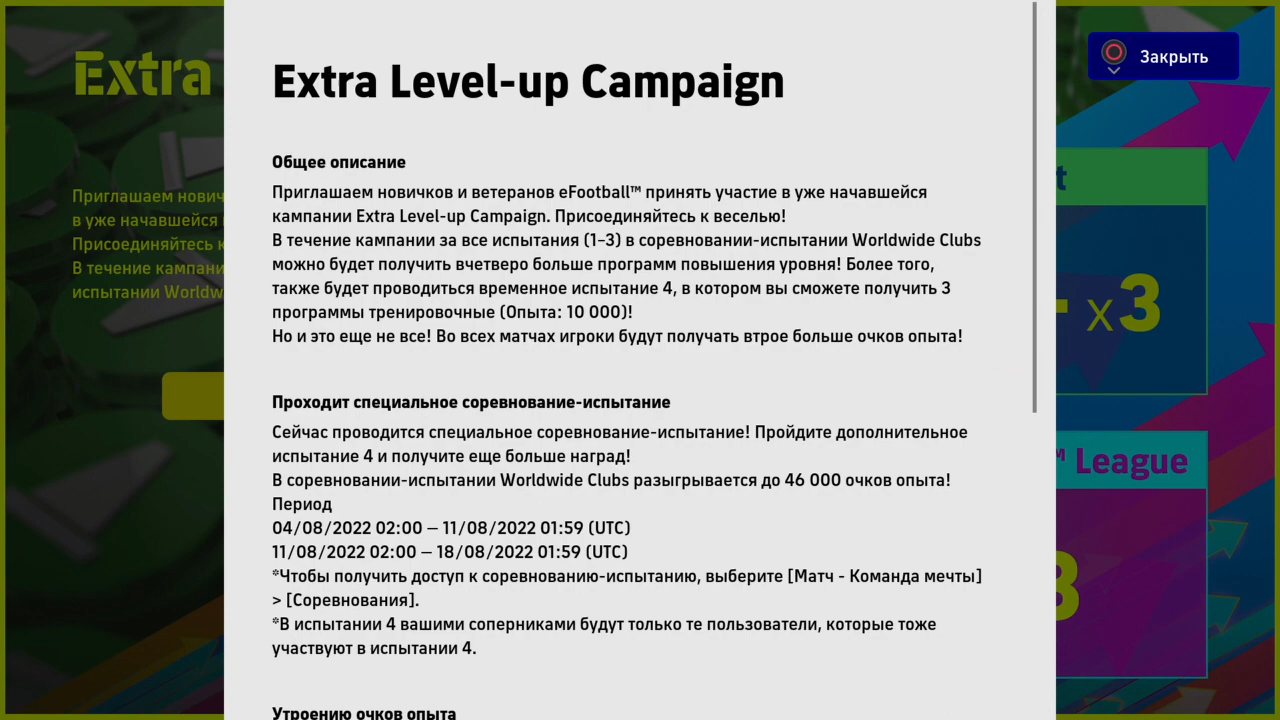 Extra
Приглашаем нович
в уже начавшейся
Присоединяйтесь к
В течение кампани
испытании Worldw
Extra Level-up Campaign
Общее описание
Приглашаем новичков и ветеранов eFootball™ принять участие в уже начавшейся
кампании Extra Level-up Campaign. Присоединяйтесь к веселью!
В течение кампании за все испытания (1–3) в соревновании-испытании Worldwide Clubs
можно будет получить вчетверо больше программ повышения уровня! Более того,
также будет проводиться временное испытание 4, в котором вы сможете получить 3
программы тренировочные (Опыта: 10 000)!
Но и это еще не все! Во всех матчах игроки будут получать втрое больше очков опыта!
Проходит специальное соревнование-испытание
Сейчас проводится специальное соревнование-испытание! Пройдите дополнительное
испытание 4 и получите еще больше наград!
В соревновании-испытании Worldwide Clubs разыгрывается до 46 000 очков опыта!
Период
04/08/2022 02:00 – 11/08/2022 01:59 (UTC)
11/08/2022 02:00 – 18/08/2022 01:59 (UTC)
*Чтобы получить доступ к соревнованию-испытанию, выберите [Матч - Команда мечты]
> [Соревнования].
*В испытании 4 вашими соперниками будут только те пользователи, которые тоже
участвуют в испытании 4.
Утроению очков опыта
Закрыть
t
x3
™ League
3